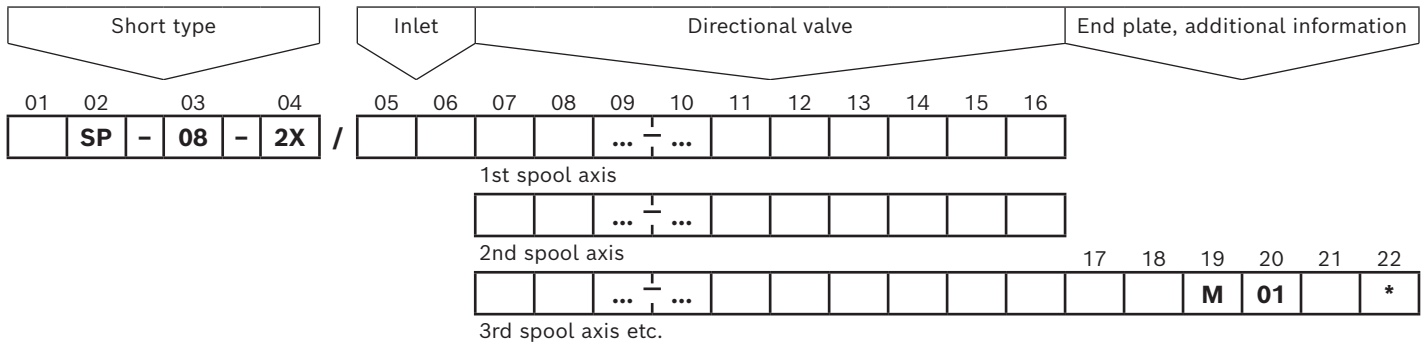 Short type Inlet Directional valve End plate, additional information
01 02 03 04 05 06 07 08 09 10 11 12 13 14 15 16
SP – 08 – 2X / ... – ...
1st spool axis
... – ...
2nd spool axis
17 18 19 20 21 22
... – ... M 01 *
3rd spool axis etc.